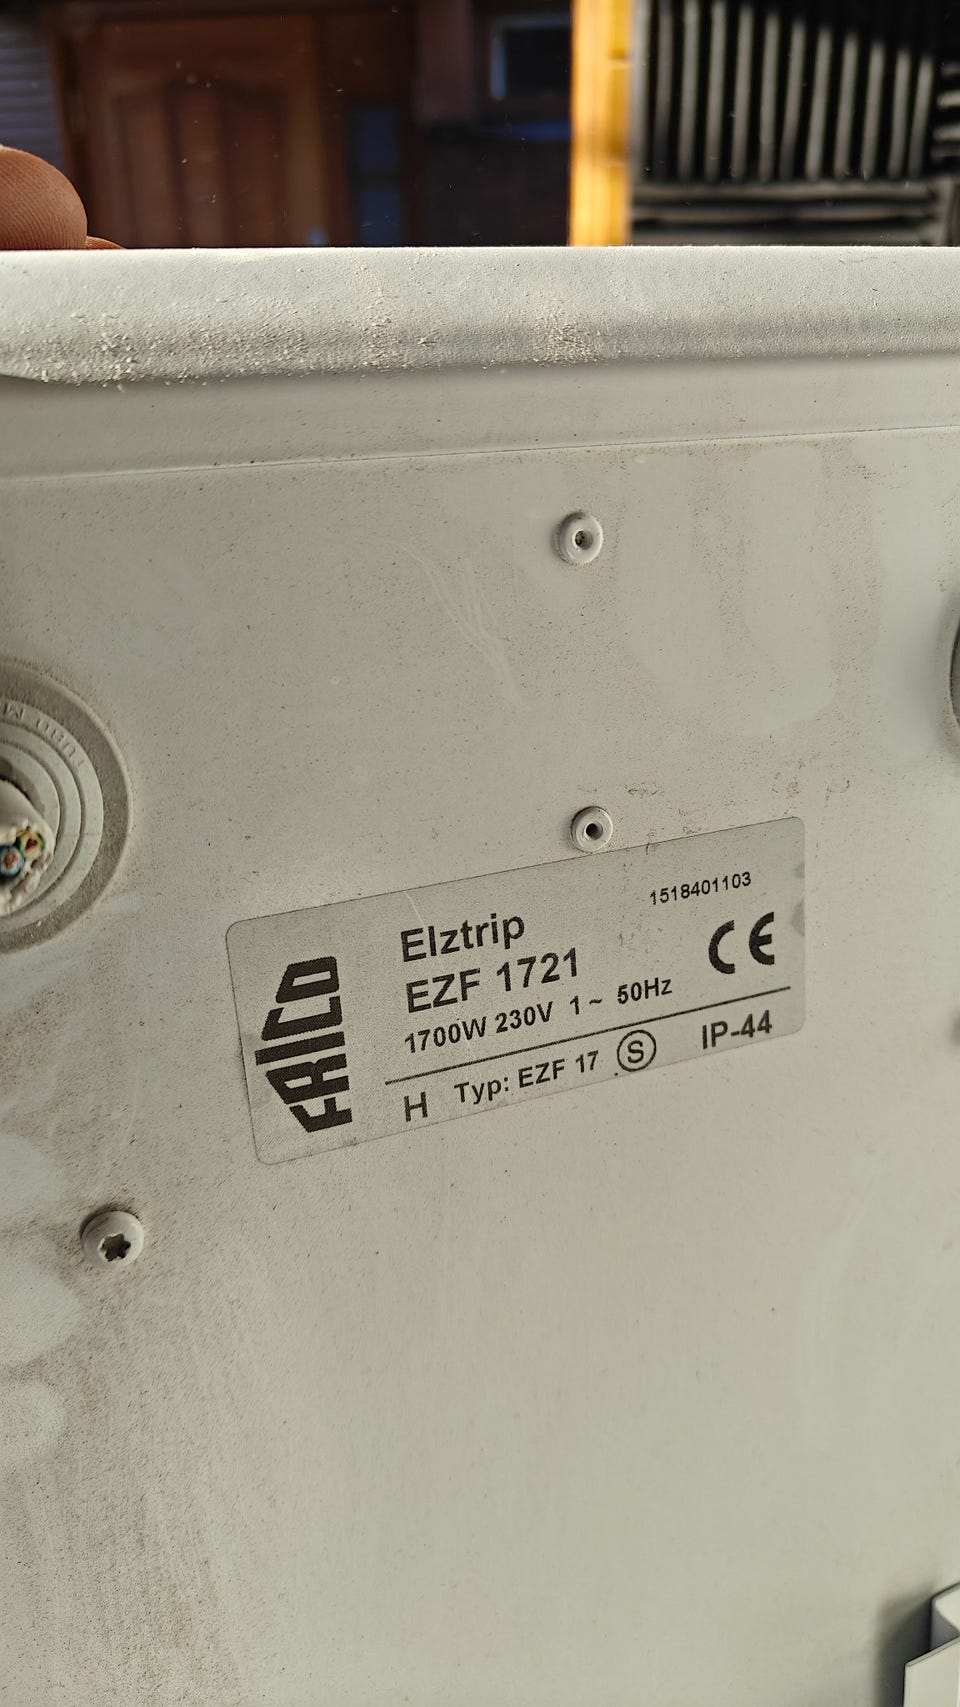 FRICO
Elztrip
1518401103
EZF 1721
CE
1700W 230V 1~ 50Hz
H Typ: EZF 17 S IP-44